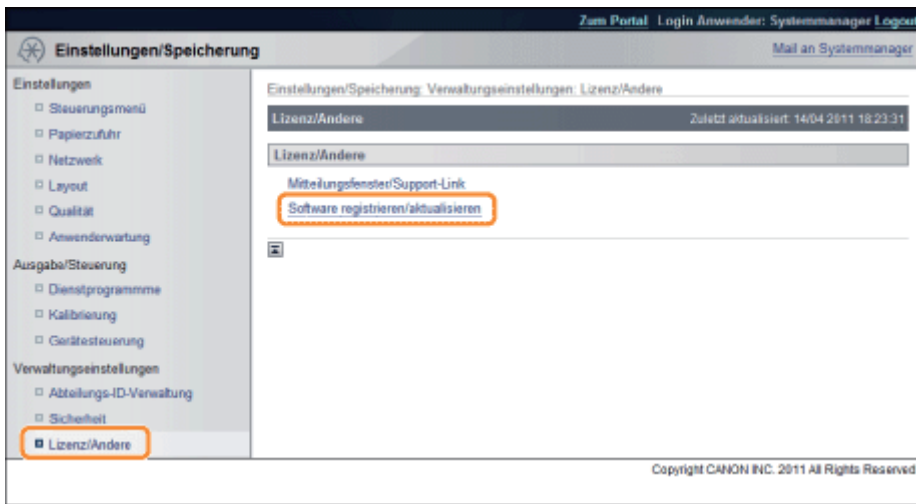 Zum Portal Login Anwender: Systemmanager Logout
Einstellungen/Speicherung
Mail an Systemmanager
Einstellungen
Steuerungsmenü
Papierzufuhr
Netzwerk
Layout
Qualität
Anwenderwartung
Ausgabe/Steuerung
Dienstprogrammme
Kalibrierung
Gerätesteuerung
Verwaltungseinstellungen
Abteilungs-ID-Verwaltung
Sicherheit
Lizenz/Andere
Einstellungen/Speicherung: Verwaltungseinstellungen: Lizenz/Andere
Lizenz/Andere
Zuletzt aktualisiert: 14/04 2011 18:23:31
Lizenz/Andere
Mitteilungsfenster/Support-Link
Software registrieren/aktualisieren
Copyright CANON INC. 2011 All Rights Reserved